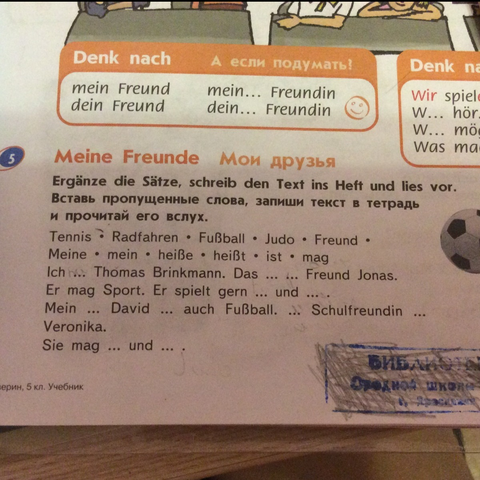 Denk nach А если подумать!
mein Freund mein... Freundin
dein Freund dein... Freundin
Denk na
Wir spiel
W... hör.
W... mög
Was ma
5 Meine Freunde Мои друзья
Ergänze die Sätze, schreib den Text ins Heft und lies vor.
Вставь пропущенные слова, запиши текст в тетрадь
и прочитай его вслух.
Tennis • Radfahren • Fußball • Judo • Freund •
Meine • mein • heiße • heißt • ist • mag
Ich ... Thomas Brinkmann. Das ... ... Freund Jonas.
Er mag Sport. Er spielt gern ... und ... .
Mein ... David ... auch Fußball. ... Schulfreundin ...
Veronika.
Sie mag ... und ... .
ерин, 5 кл. Учебник
БИБЛИОТЕ
Средней школы